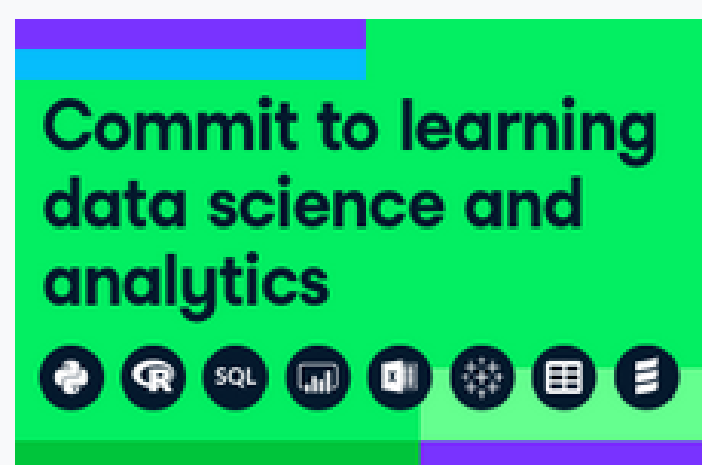 Commit to learning
data science and
analytics
R SQL